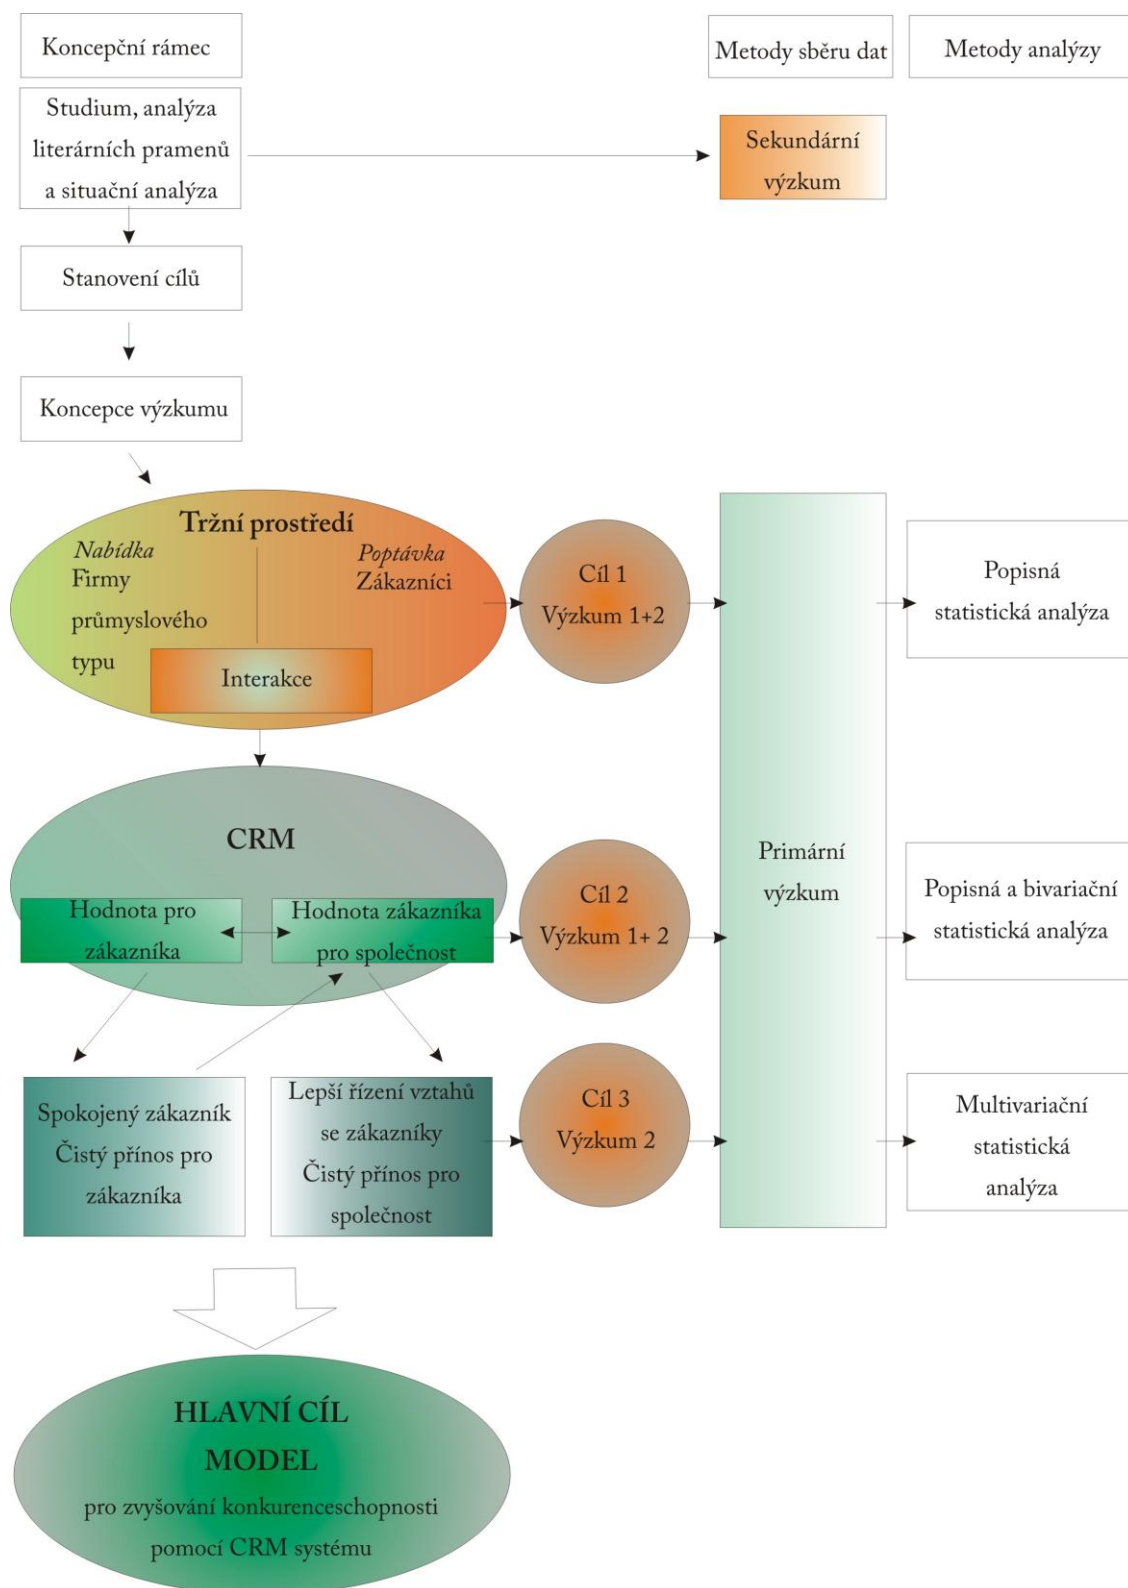 Koncepční rámec
Metody sběru dat
Metody analýzy
Studium, analýza
literárních pramenů
a situační analýza
Sekundární
výzkum
Stanovení cílů
Koncepce výzkumu
Tržní prostředí
Nabídka
Firmy
průmyslového
typu
Poptávka
Zákazníci
Interakce
Cíl 1
Výzkum 1+2
Popisná
statistická analýza
CRM
Hodnota pro
zákazníka
Hodnota zákazníka
pro společnost
Cíl 2
Výzkum 1+ 2
Primární
výzkum
Popisná a bivariační
statistická analýza
Spokojený zákazník
Čistý přínos pro
zákazníka
Lepší řízení vztahů
se zákazníky
Čistý přínos pro
společnost
Cíl 3
Výzkum 2
Multivariační
statistická
analýza
HLAVNÍ CÍL
MODEL
pro zvyšování konkurenceschopnosti
pomocí CRM systému